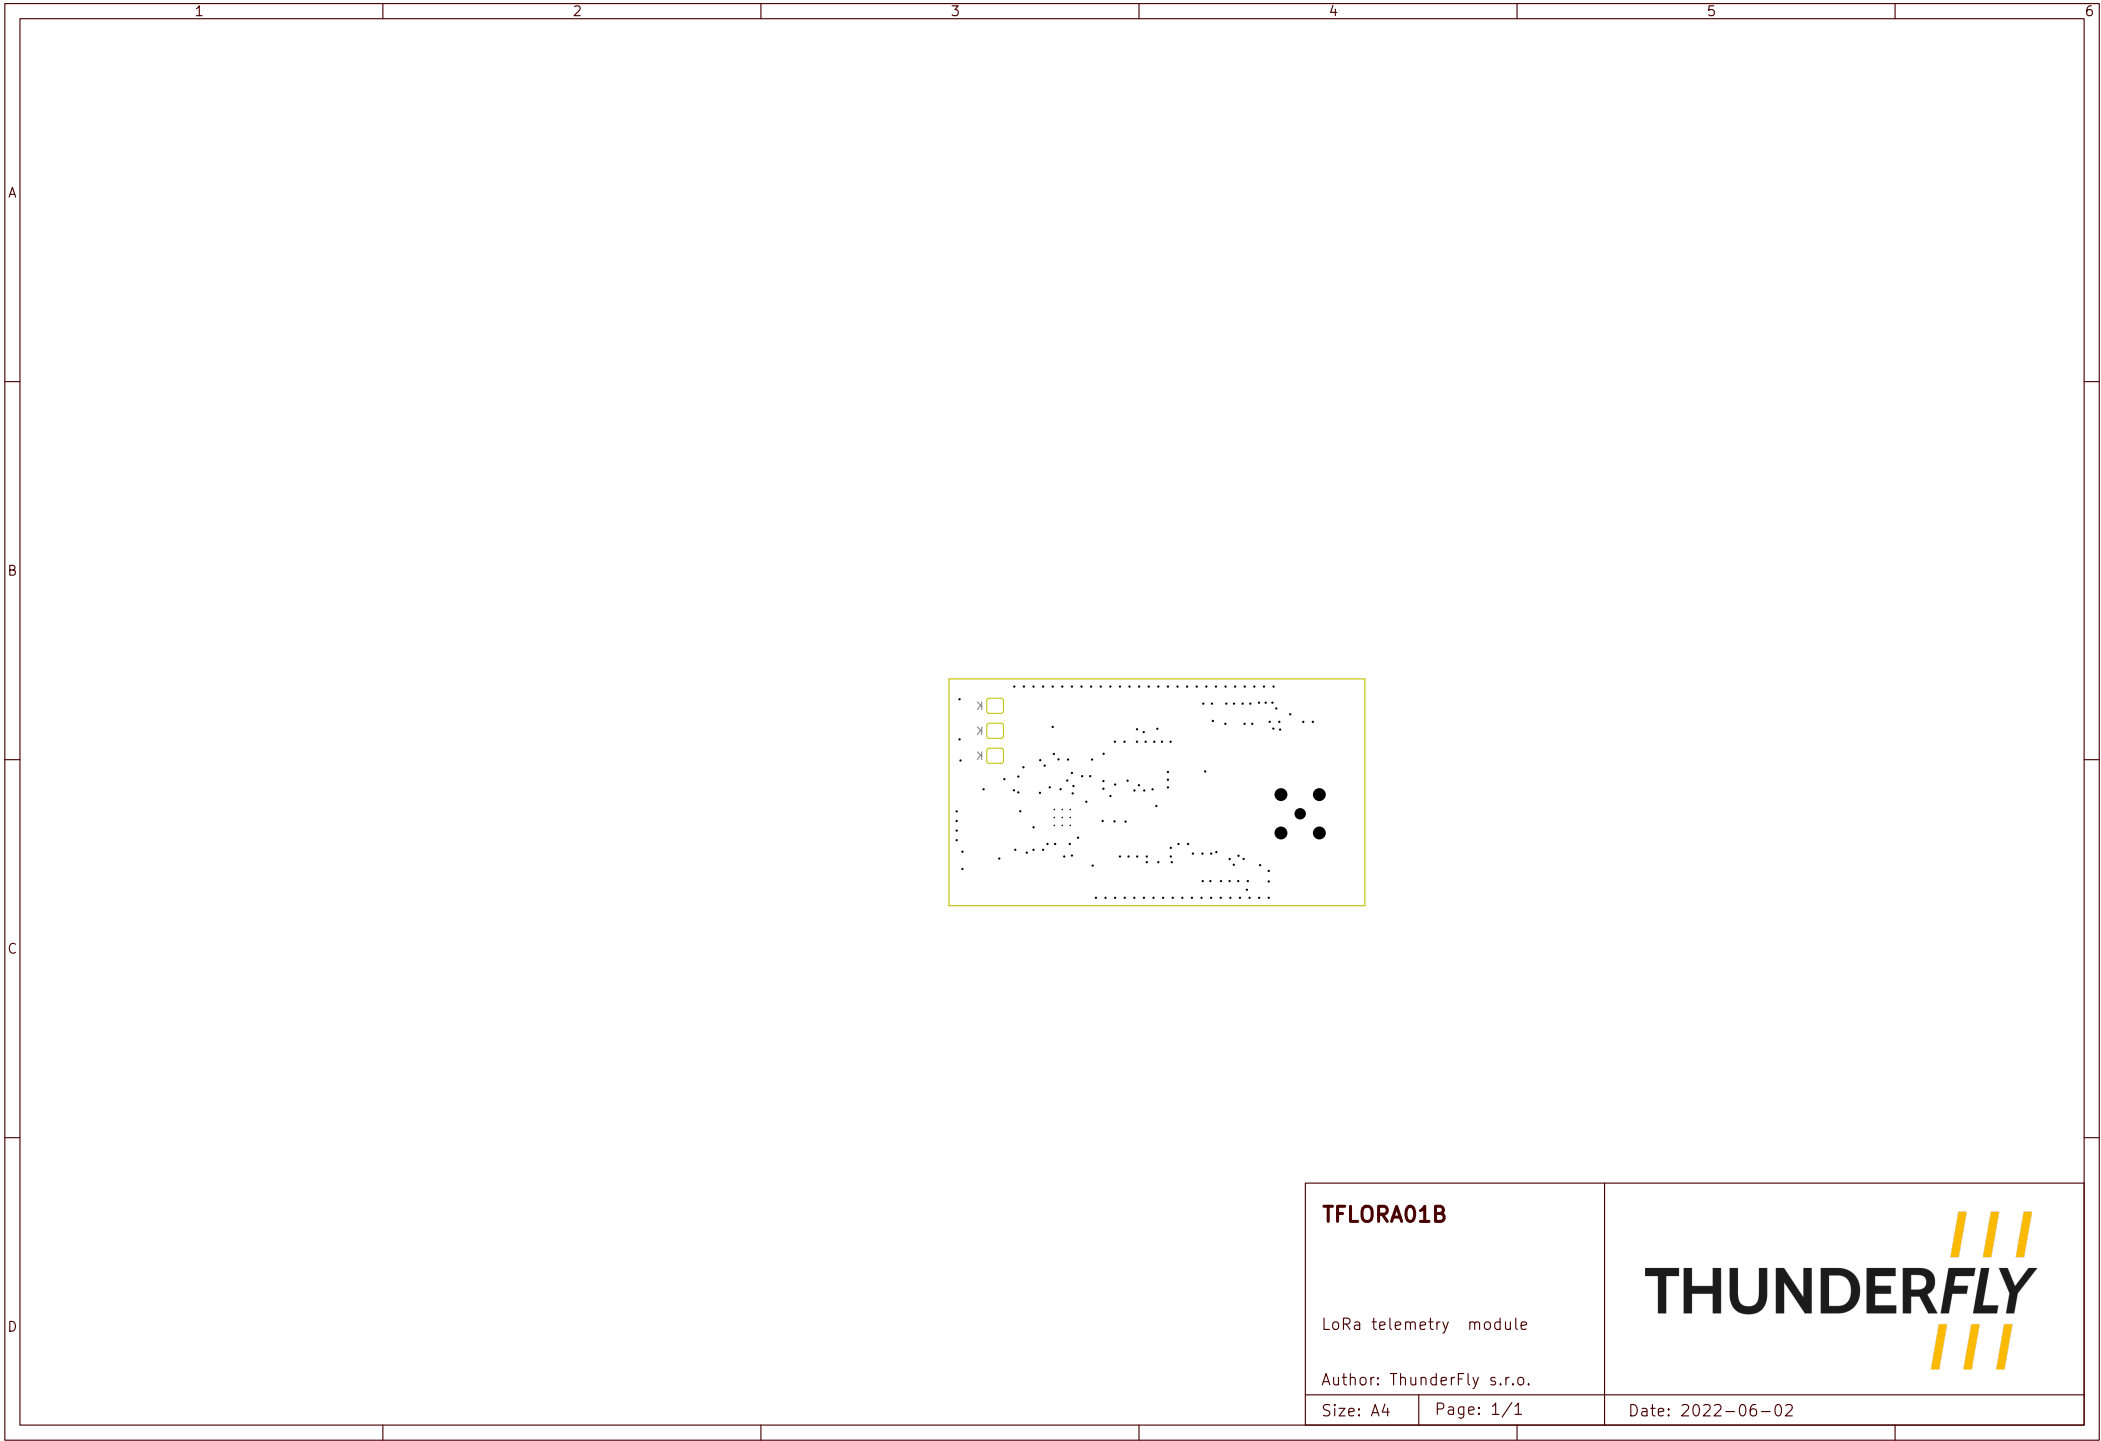 1 2 3 4 5 6
A
K
K
K
B
C
D
TFLORA01B
THUNDERFLY
LoRa telemetry  module
Author: ThunderFly s.r.o.
Size: A4 Page: 1/1 Date: 2022-06-02